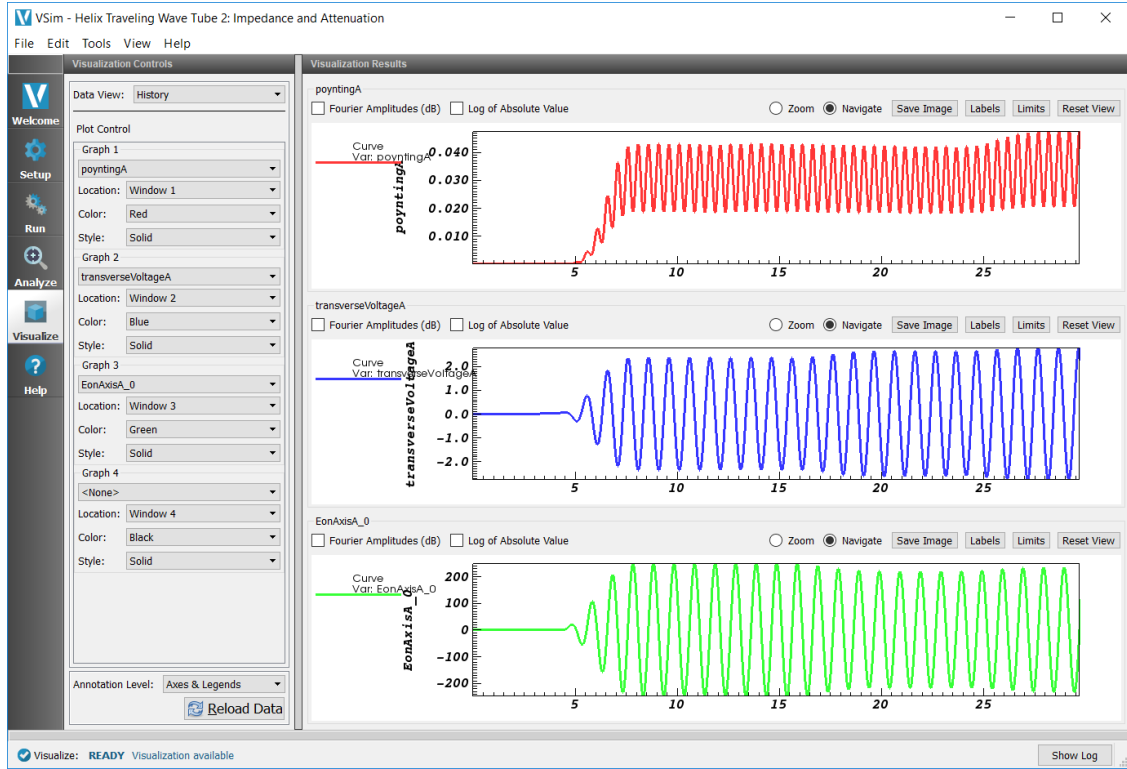 VSim - Helix Traveling Wave Tube 2: Impedance and Attenuation
File Edit Tools View Help
Welcome
Setup
Run
Analyze
Visualize
Help
Visualization Controls
Data View: History
Plot Control
Graph 1
poyntingA
Location: Window 1
Color: Red
Style: Solid
Graph 2
transverseVoltageA
Location: Window 2
Color: Blue
Style: Solid
Graph 3
EonAxisA_0
Location: Window 3
Color: Green
Style: Solid
Graph 4
<None>
Location: Window 4
Color: Black
Style: Solid
Annotation Level: Axes & Legends
Reload Data
Visualization Results
poyntingA
Fourier Amplitudes (dB) Log of Absolute Value Zoom Navigate Save Image Labels Limits Reset View
Curve
Var: poyntingA
poyntingA
0.040
0.030
0.020
0.010
5 10 15 20 25
transverseVoltageA
Fourier Amplitudes (dB) Log of Absolute Value Zoom Navigate Save Image Labels Limits Reset View
Curve
Var: transverseVoltageA
transverseVoltageA
2.0
1.0
0.0
-1.0
-2.0
5 10 15 20 25
EonAxisA_0
Fourier Amplitudes (dB) Log of Absolute Value Zoom Navigate Save Image Labels Limits Reset View
Curve
Var: EonAxisA_0
EonAxisA_0
200
100
0
-100
-200
5 10 15 20 25
Visualize: READY Visualization available
Show Log